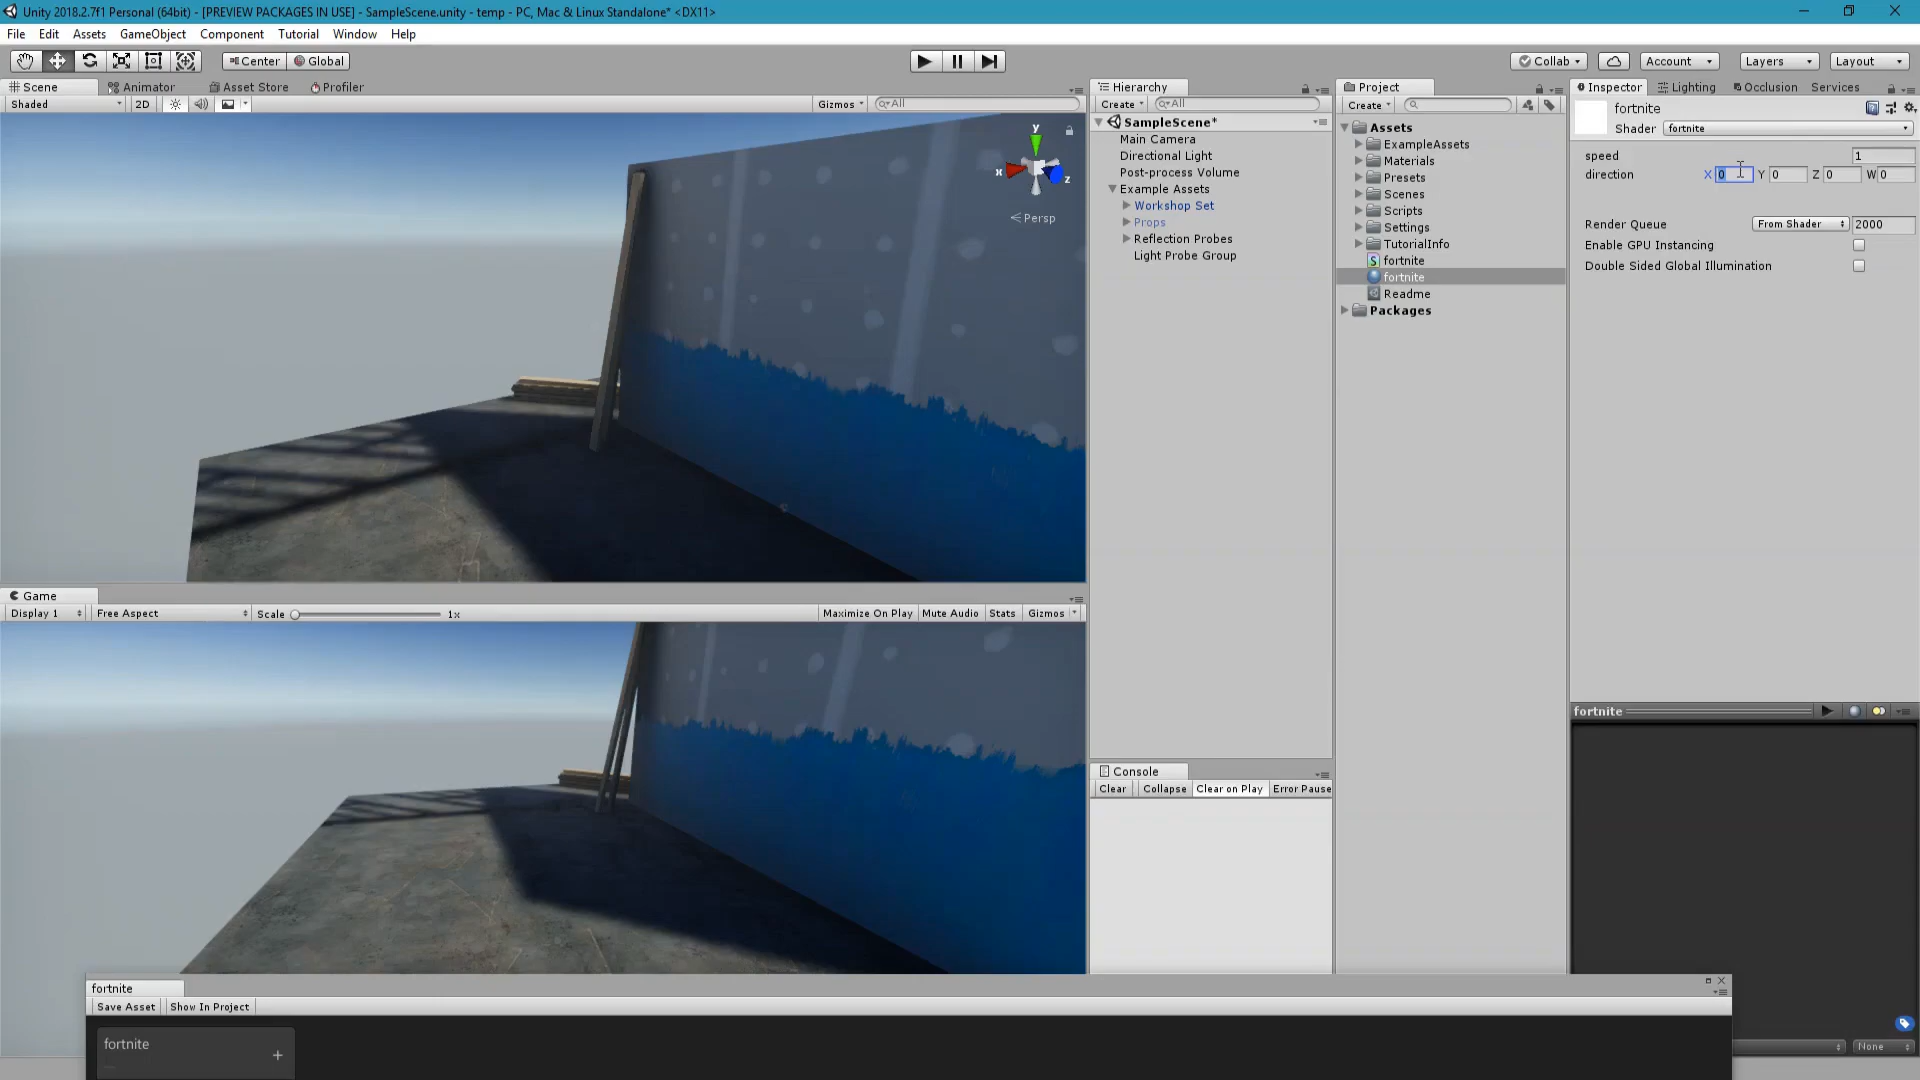 Unity 2018.2.7f1 Personal (64bit) - [PREVIEW PACKAGES IN USE] - SampleScene.unity - temp - PC, Mac & Linux Standalone* <DX11>
File Edit Assets GameObject Component Tutorial Window Help
Center Global Collab Account Layers Layout
Scene Animator Asset Store Profiler
Shaded 2D Gizmos All
y
x
z
Persp
Game
Display 1 Free Aspect Scale 1x Maximize On Play Mute Audio Stats Gizmos
Hierarchy
Create All
SampleScene*
Main Camera
Directional Light
Post-process Volume
Example Assets
Workshop Set
Props
Reflection Probes
Light Probe Group
Console
Clear Collapse Clear on Play Error Pause
Project
Create
Assets
ExampleAssets
Materials
Presets
Scenes
Scripts
Settings
TutorialInfo
fortnite
fortnite
Readme
Packages
Inspector Lighting Occlusion Services
fortnite
Shader fortnite
speed 1
direction X 0 Y 0 Z 0 W 0
Render Queue From Shader 2000
Enable GPU Instancing
Double Sided Global Illumination
fortnite
None
fortnite
Save Asset Show In Project
fortnite
+